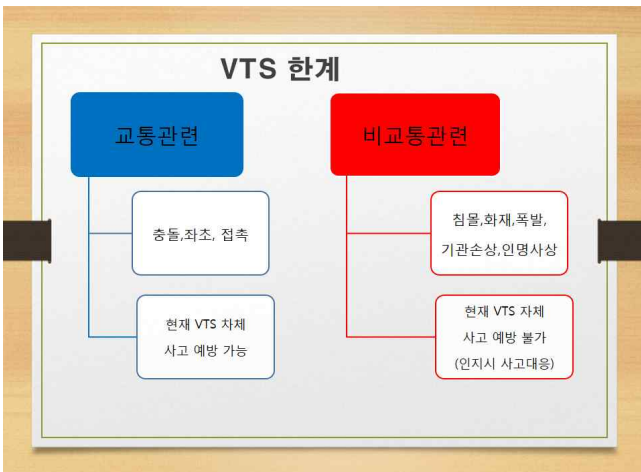 VTS 한계
교통관련
충돌,좌초, 접촉
현재 VTS 차체
사고 예방 가능
비교통관련
침몰,화재,폭발,
기관손상,인명사상
현재 VTS 자체
사고 예방 불가
(인지시 사고대응)